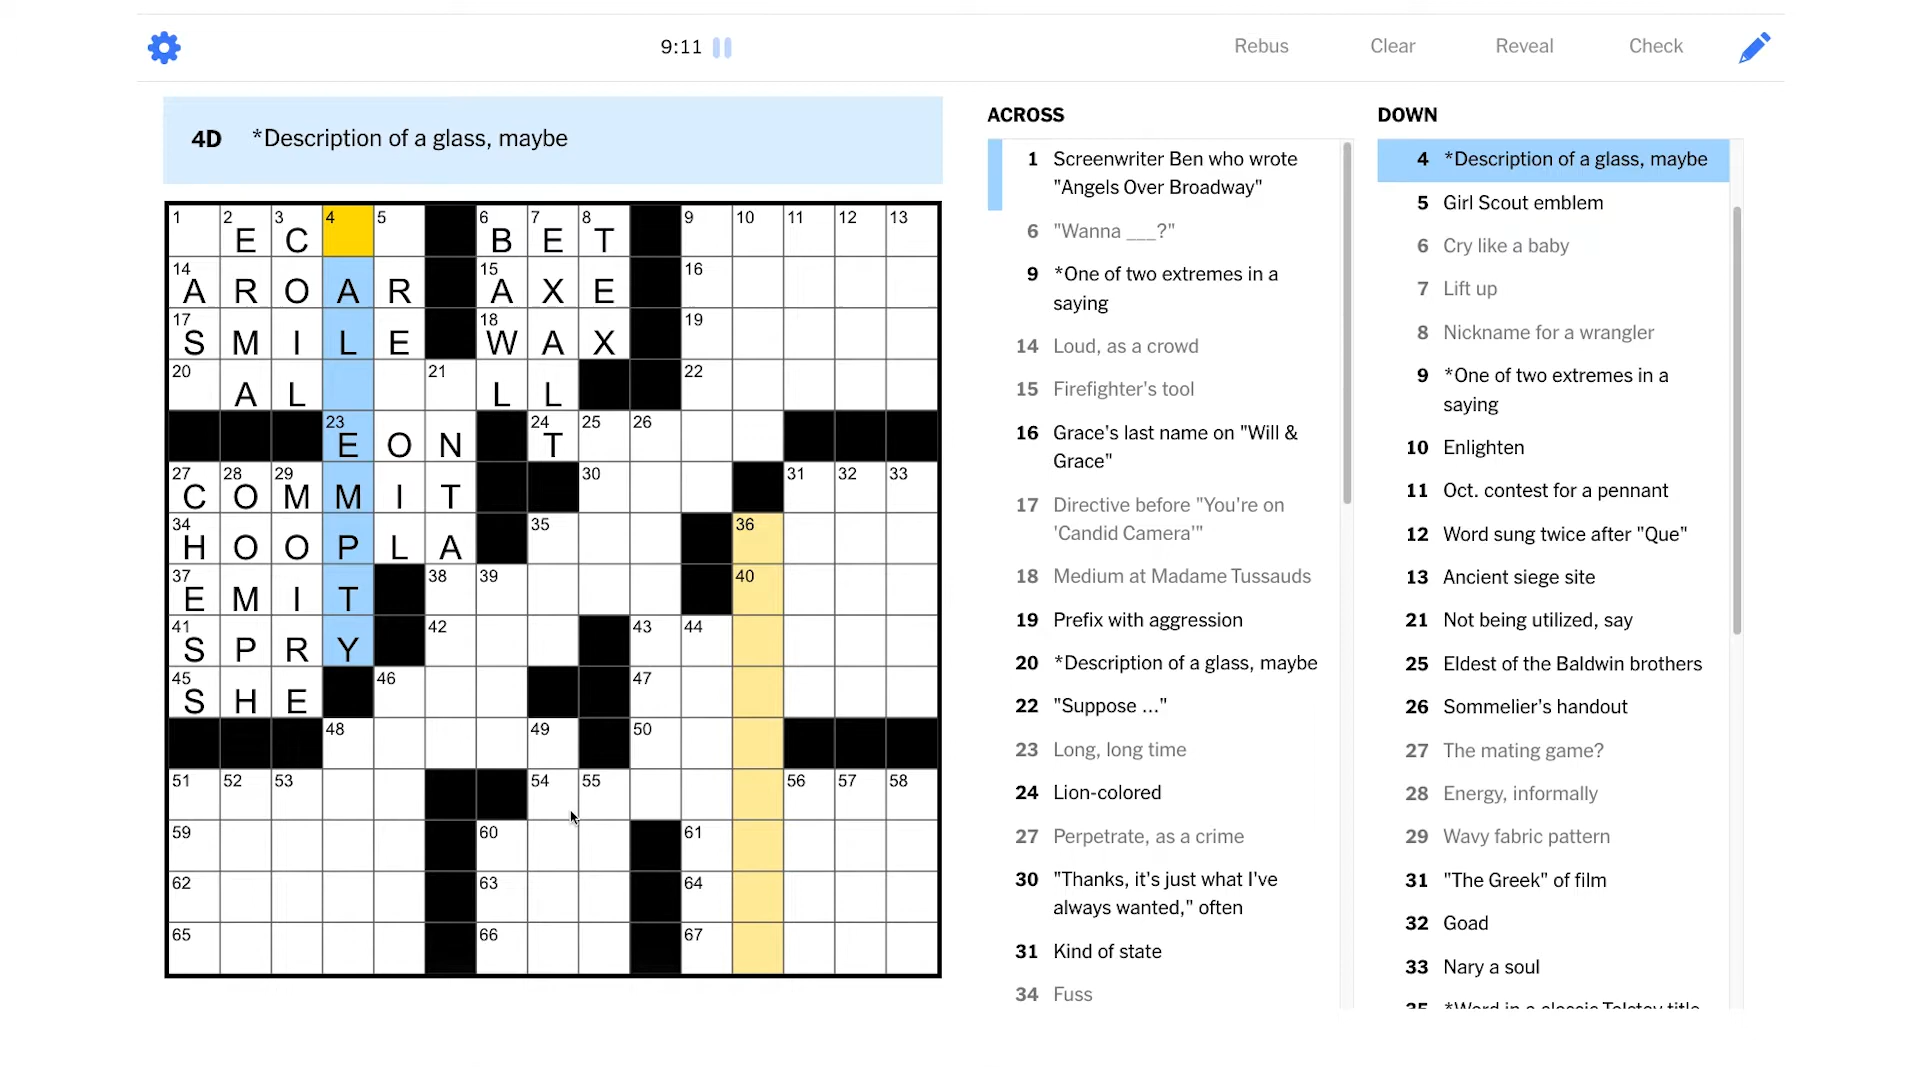 9:11
Rebus Clear Reveal Check
4D *Description of a glass, maybe
1 2 E 3 C 4 5 6 B 7 E 8 T 9 10 11 12 13
14 A R O A R 15 A X E 16
17 S M I L E 18 W A X 19
20 A L 21 L L 22
23 E O N 24 T 25 26
27 C 28 O 29 M M I T 30 31 32 33
34 H O O P L A 35 36
37 E M I T 38 39 40
41 S P R Y 42 43 44
45 S H E 46 47
48 49 50
51 52 53 54 55 56 57 58
59 60 61
62 63 64
65 66 67
ACROSS
1 Screenwriter Ben who wrote
"Angels Over Broadway"
6 "Wanna ___?"
9 *One of two extremes in a
saying
14 Loud, as a crowd
15 Firefighter's tool
16 Grace's last name on "Will &
Grace"
17 Directive before "You're on
'Candid Camera'"
18 Medium at Madame Tussauds
19 Prefix with aggression
20 *Description of a glass, maybe
22 "Suppose ..."
23 Long, long time
24 Lion-colored
27 Perpetrate, as a crime
30 "Thanks, it's just what I've
always wanted," often
31 Kind of state
34 Fuss
DOWN
4 *Description of a glass, maybe
5 Girl Scout emblem
6 Cry like a baby
7 Lift up
8 Nickname for a wrangler
9 *One of two extremes in a
saying
10 Enlighten
11 Oct. contest for a pennant
12 Word sung twice after "Que"
13 Ancient siege site
21 Not being utilized, say
25 Eldest of the Baldwin brothers
26 Sommelier's handout
27 The mating game?
28 Energy, informally
29 Wavy fabric pattern
31 "The Greek" of film
32 Goad
33 Nary a soul
35 *Word in a classic Tolstoy title